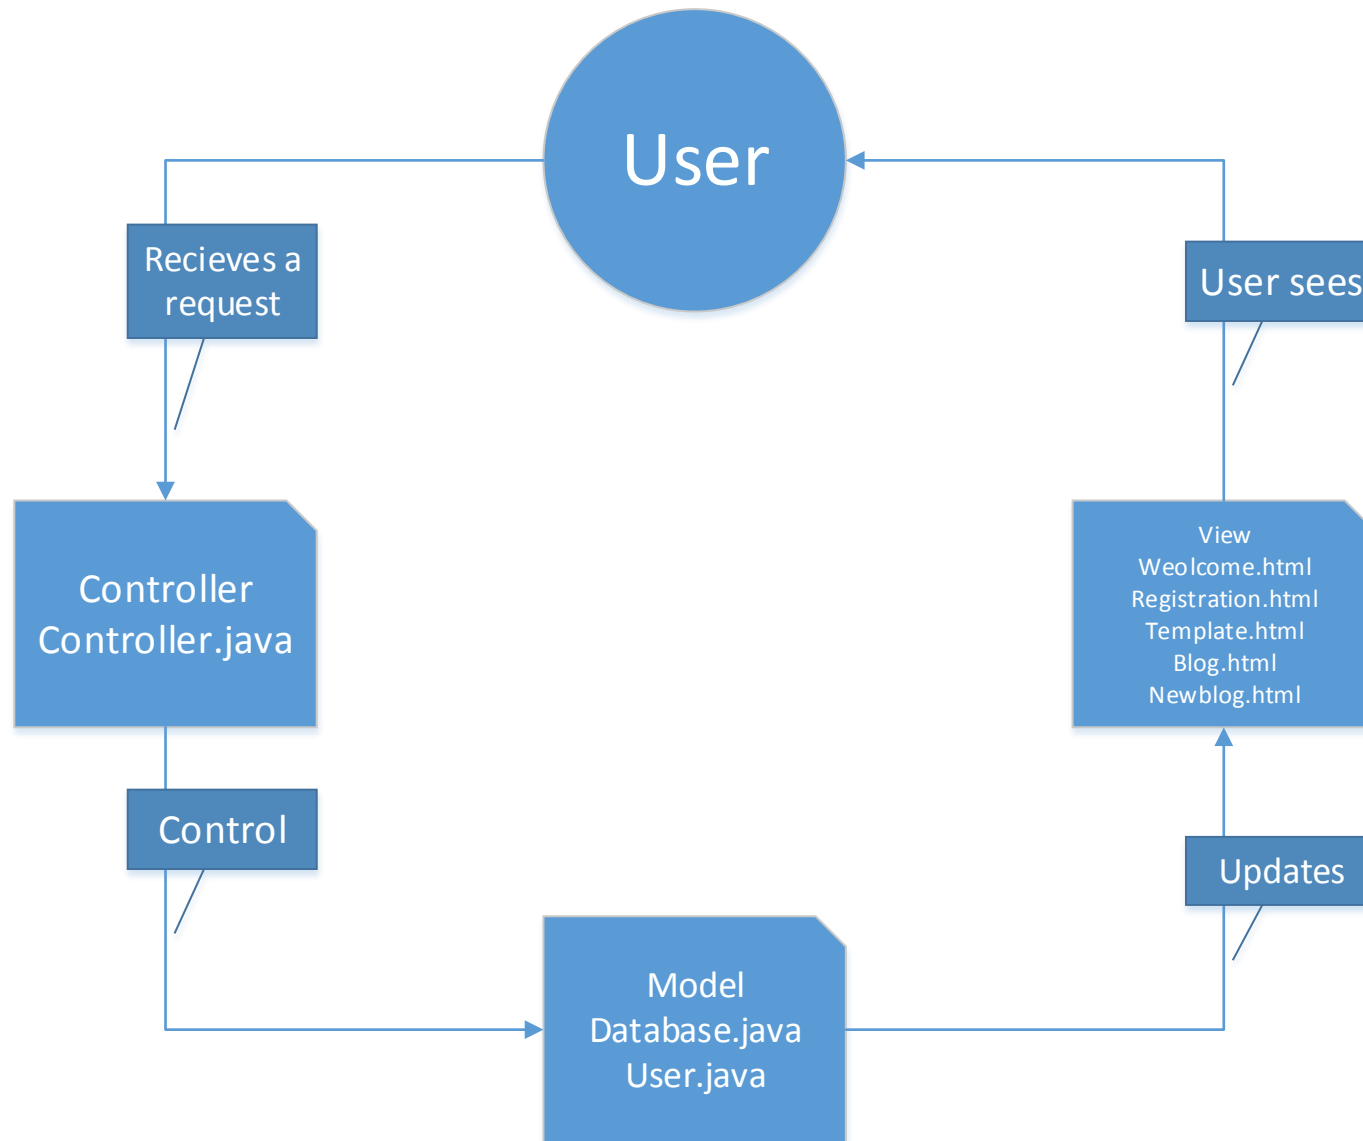 User
Recieves a
request
User sees
Controller
Controller.java
View
Weolcome.html
Registration.html
Template.html
Blog.html
Newblog.html
Control
Updates
Model
Database.java
User.java